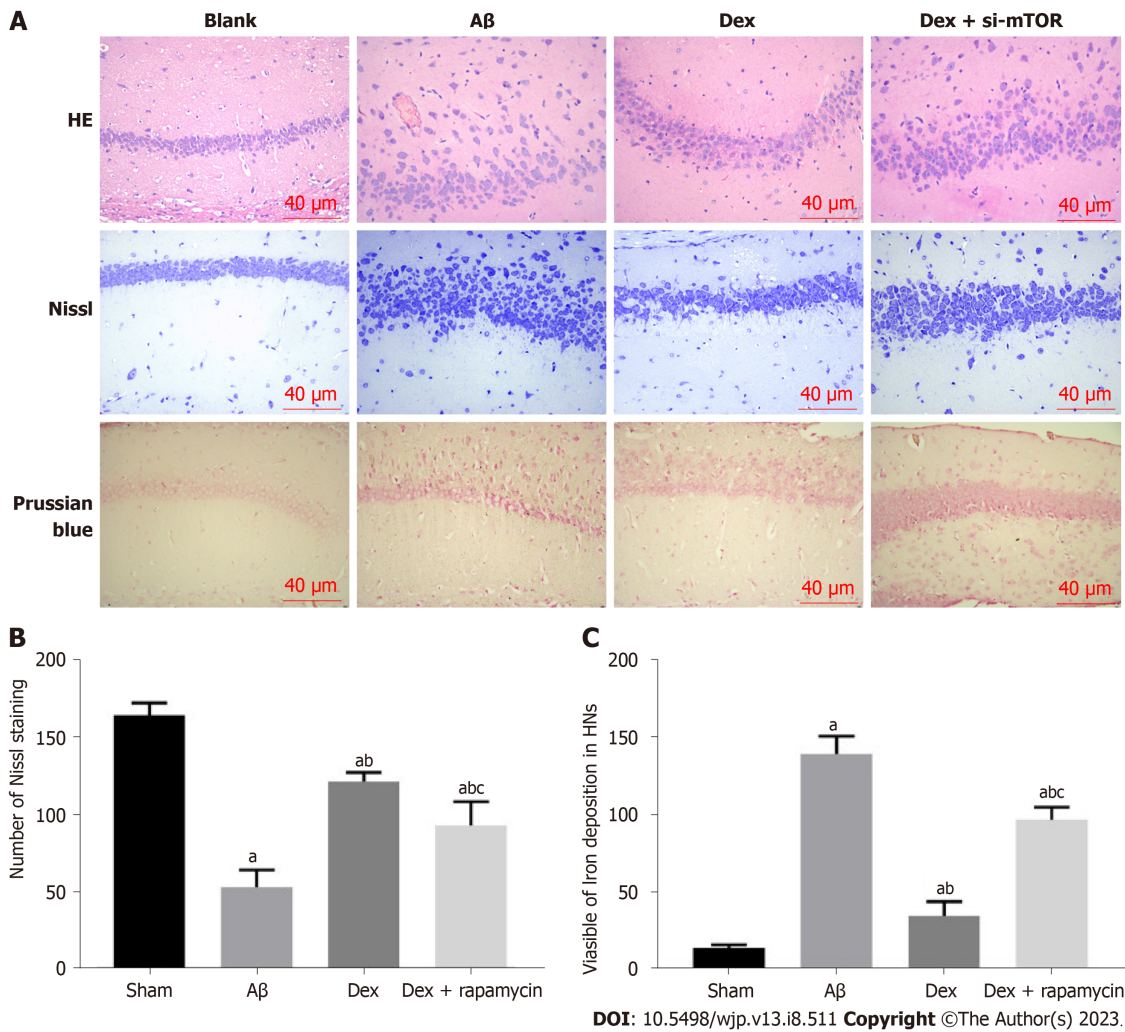 A
Blank
Aβ
Dex
Dex + si-mTOR
HE
40 μm
40 μm
40 μm
40 μm
Nissl
40 μm
40 μm
40 μm
40 μm
Prussian
blue
40 μm
40 μm
40 μm
40 μm
B
Number of Nissl staining
200
150
100
50
0
a
ab
abc
Sham
Aβ
Dex
Dex + rapamycin
C
Viasible of Iron deposition in HNs
200
150
100
50
0
a
ab
abc
Sham
Aβ
Dex
Dex + rapamycin
DOI: 10.5498/wjp.v13.i8.511 Copyright ©The Author(s) 2023.